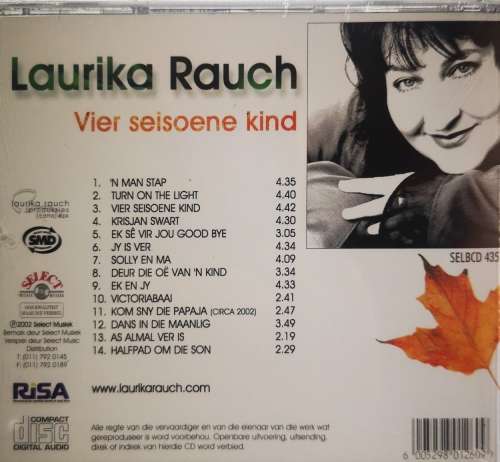 Laurika Rauch
Vier seisoene kind
1. 'N MAN STAP 4.35
2. TURN ON THE LIGHT 4.40
3. VIER SEISOENE KIND 4.42
4. KRISJAN SWART 4.30
5. EK SÊ VIR JOU GOOD BYE 3.05
6. JY IS VER 4.34
7. SOLLY EN MA 4.09
8. DEUR DIE OË VAN 'N KIND 3.34
9. EK EN JY 4.33
10. VICTORIABAAI 2.41
11. KOM SNY DIE PAPAJA (CIRCA 2002) 2.47
12. DANS IN DIE MAANLIG 3.49
13. AS ALMAL VER IS 2.19
14. HALFPAD OM DIE SON 2.29
laurika rauch
produksies
SMD
SELECT
SELBCD 435
℗2002 Select Musiek
Bemark deur Select Musiek
Versprei deur Select Music
Distribution
T: (011) 792 0145
F: (011) 792 0189
RiSA
www.laurikarauch.com
COMPACT
disc
DIGITAL AUDIO
Alle regte van die vervaardiger en van die eienaar van die werk wat
gereproduseer is word voorbehou. Openbare uitvoering, uitsending,
direk of indirek van hierdie CD word verbied.
6 005298 012609